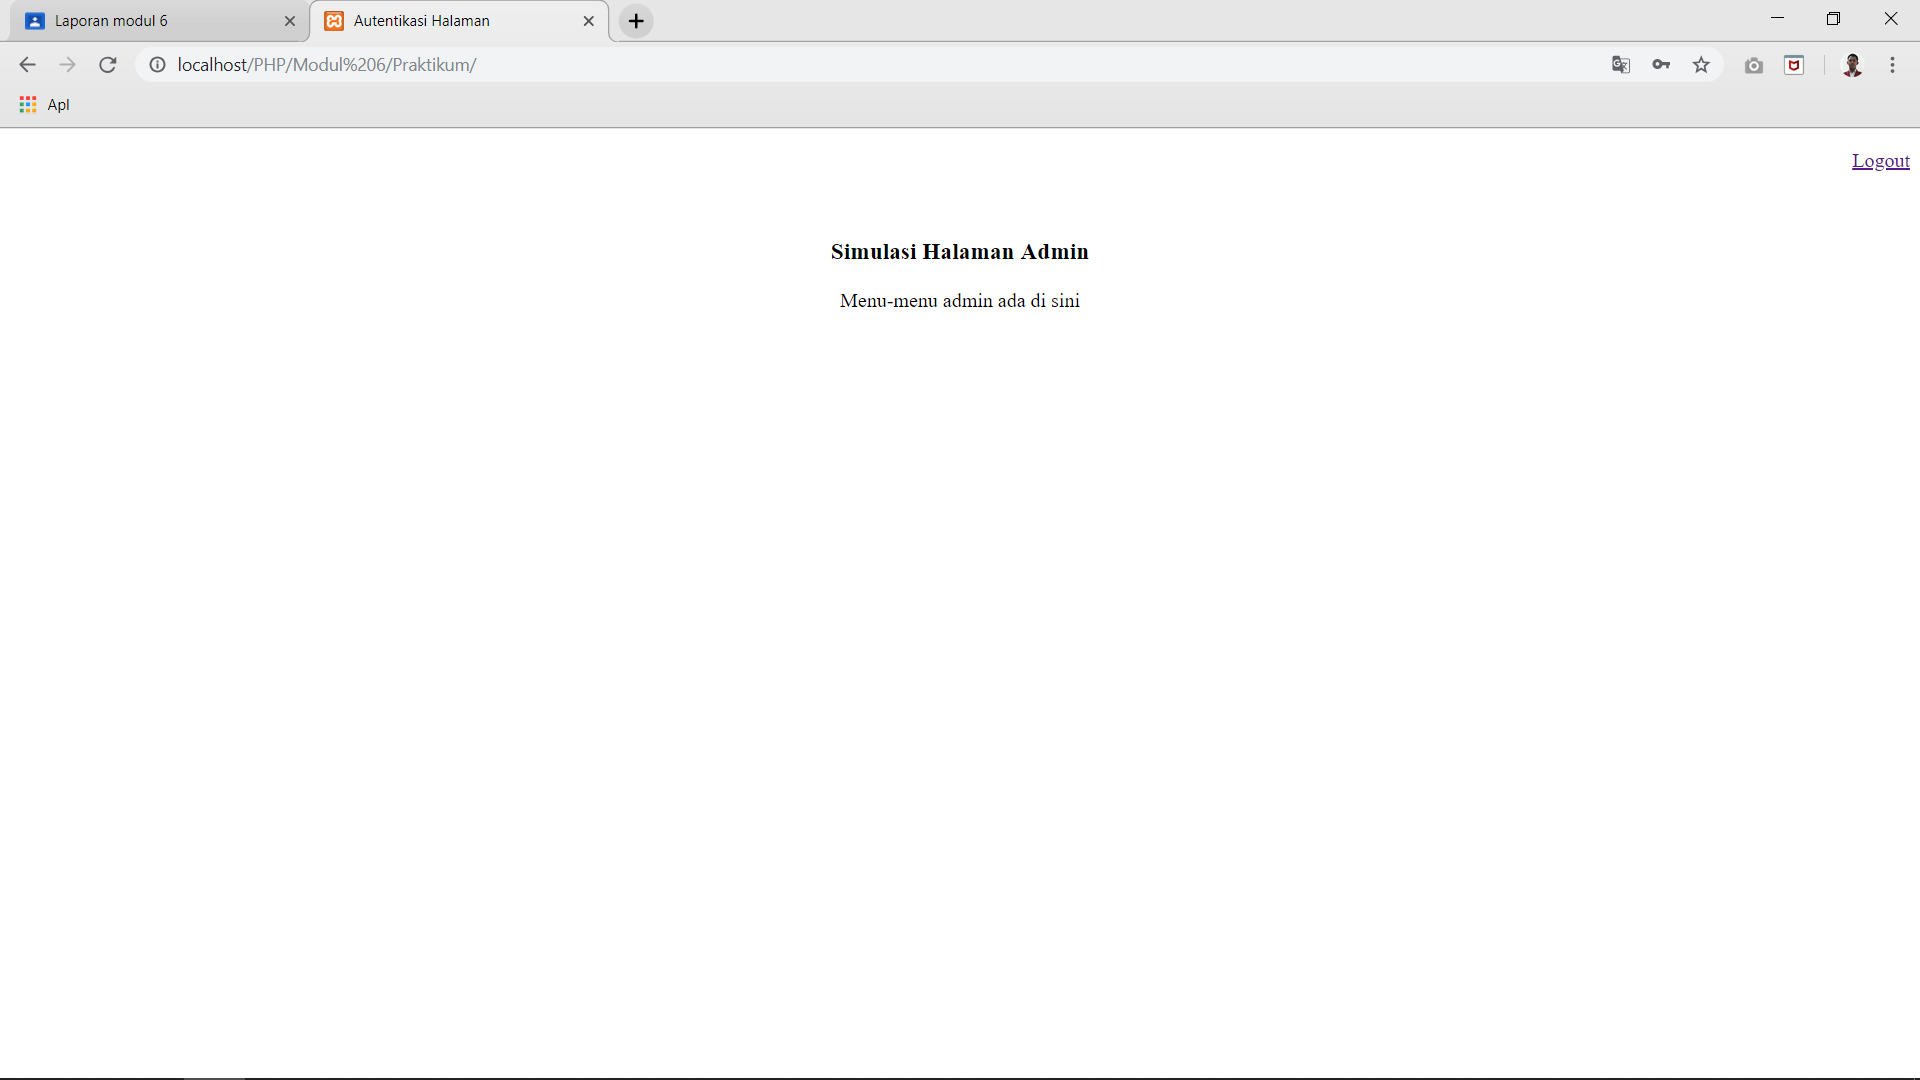 Laporan modul 6
Autentikasi Halaman
localhost/PHP/Modul%206/Praktikum/
Apl
Logout
Simulasi Halaman Admin
Menu-menu admin ada di sini